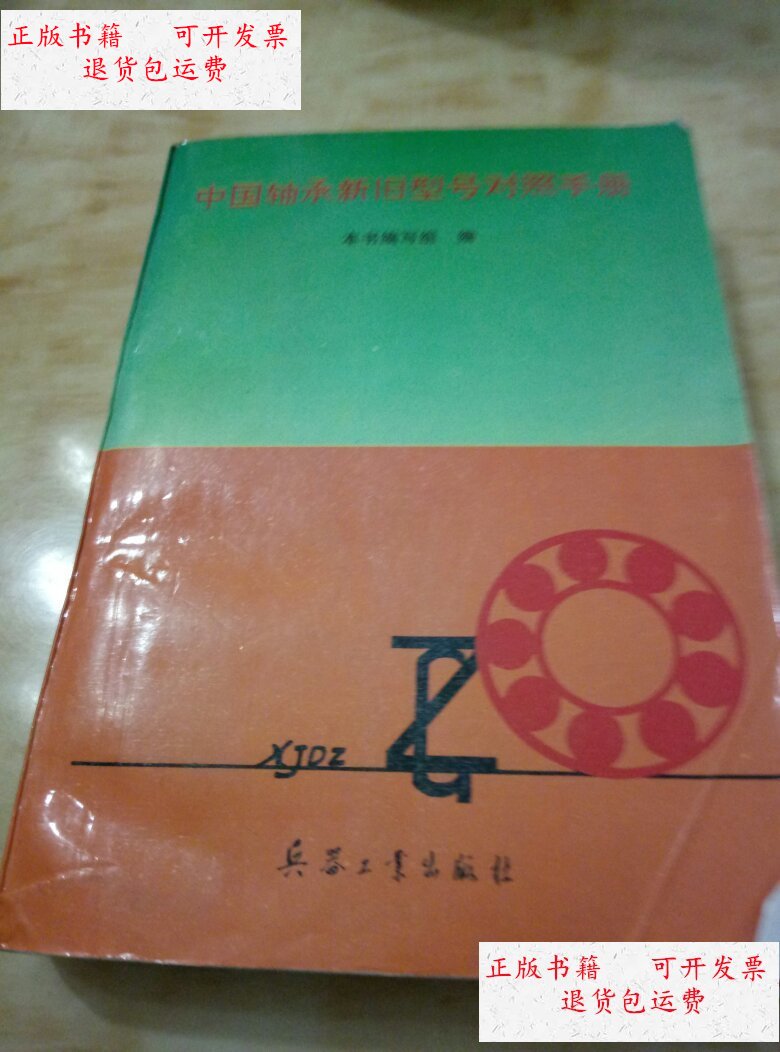 正版书籍 可开发票
退货包运费
中国轴承新旧型号对照手册
本书编写组 编
XJDZ
ZG
兵器工业出版社
正版书籍 可开发票
退货包运费